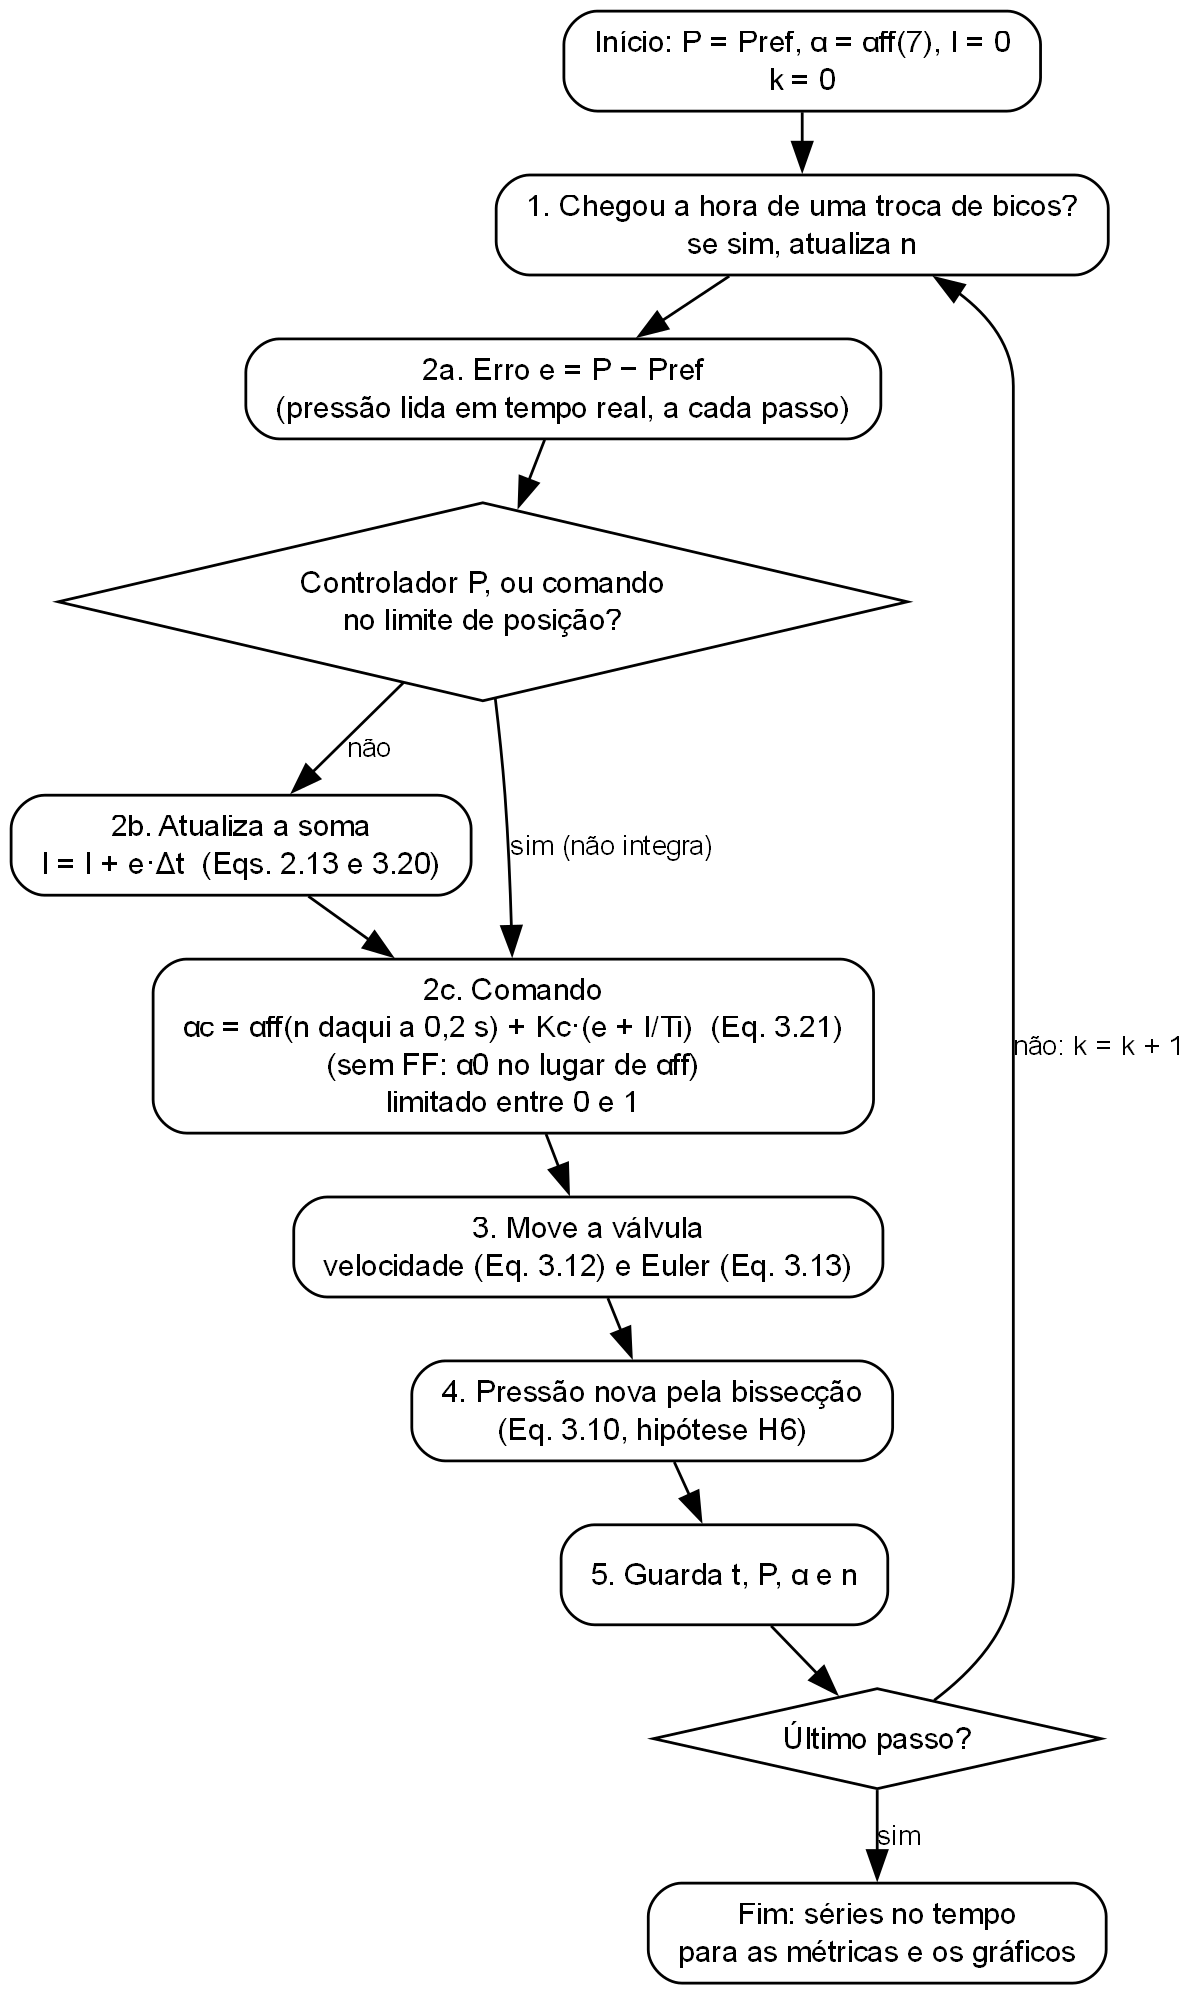 Início: P = Pref, α = αff(7), I = 0
k = 0
1. Chegou a hora de uma troca de bicos?
se sim, atualiza n
2a. Erro e = P − Pref
(pressão lida em tempo real, a cada passo)
Controlador P, ou comando
no limite de posição?
não
2b. Atualiza a soma
I = I + e·Δt  (Eqs. 2.13 e 3.20)
sim (não integra)
2c. Comando
αc = αff(n daqui a 0,2 s) + Kc·(e + I/Ti)  (Eq. 3.21)
(sem FF: α0 no lugar de αff)
limitado entre 0 e 1
não: k = k + 1
3. Move a válvula
velocidade (Eq. 3.12) e Euler (Eq. 3.13)
4. Pressão nova pela bissecção
(Eq. 3.10, hipótese H6)
5. Guarda t, P, α e n
Último passo?
sim
Fim: séries no tempo
para as métricas e os gráficos